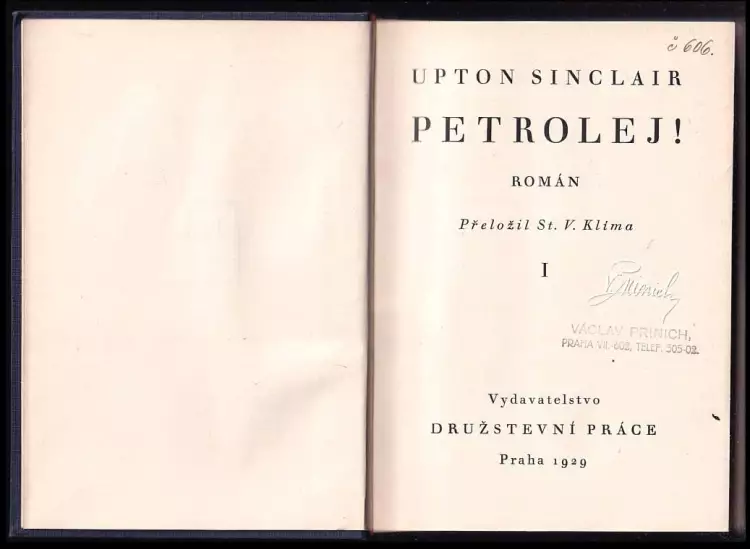 č 606.
UPTON SINCLAIR
PETROLEJ!
ROMÁN
Přeložil St. V. Klima
I
VÁCLAV PRINICH,
PRAHA VII.-603, TELEF. 505-02.
Vydavatelstvo
DRUŽSTEVNÍ PRÁCE
Praha 1929